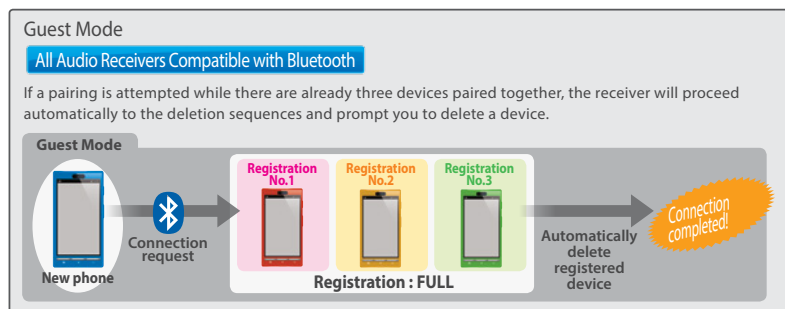 Guest Mode
All Audio Receivers Compatible with Bluetooth
If a pairing is attempted while there are already three devices paired together, the receiver will proceed
automatically to the deletion sequences and prompt you to delete a device.
Guest Mode
New phone
Connection
request
Registration
No.1
Registration
No.2
Registration
No.3
Registration : FULL
Automatically
delete
registered
device
Connection
completed!